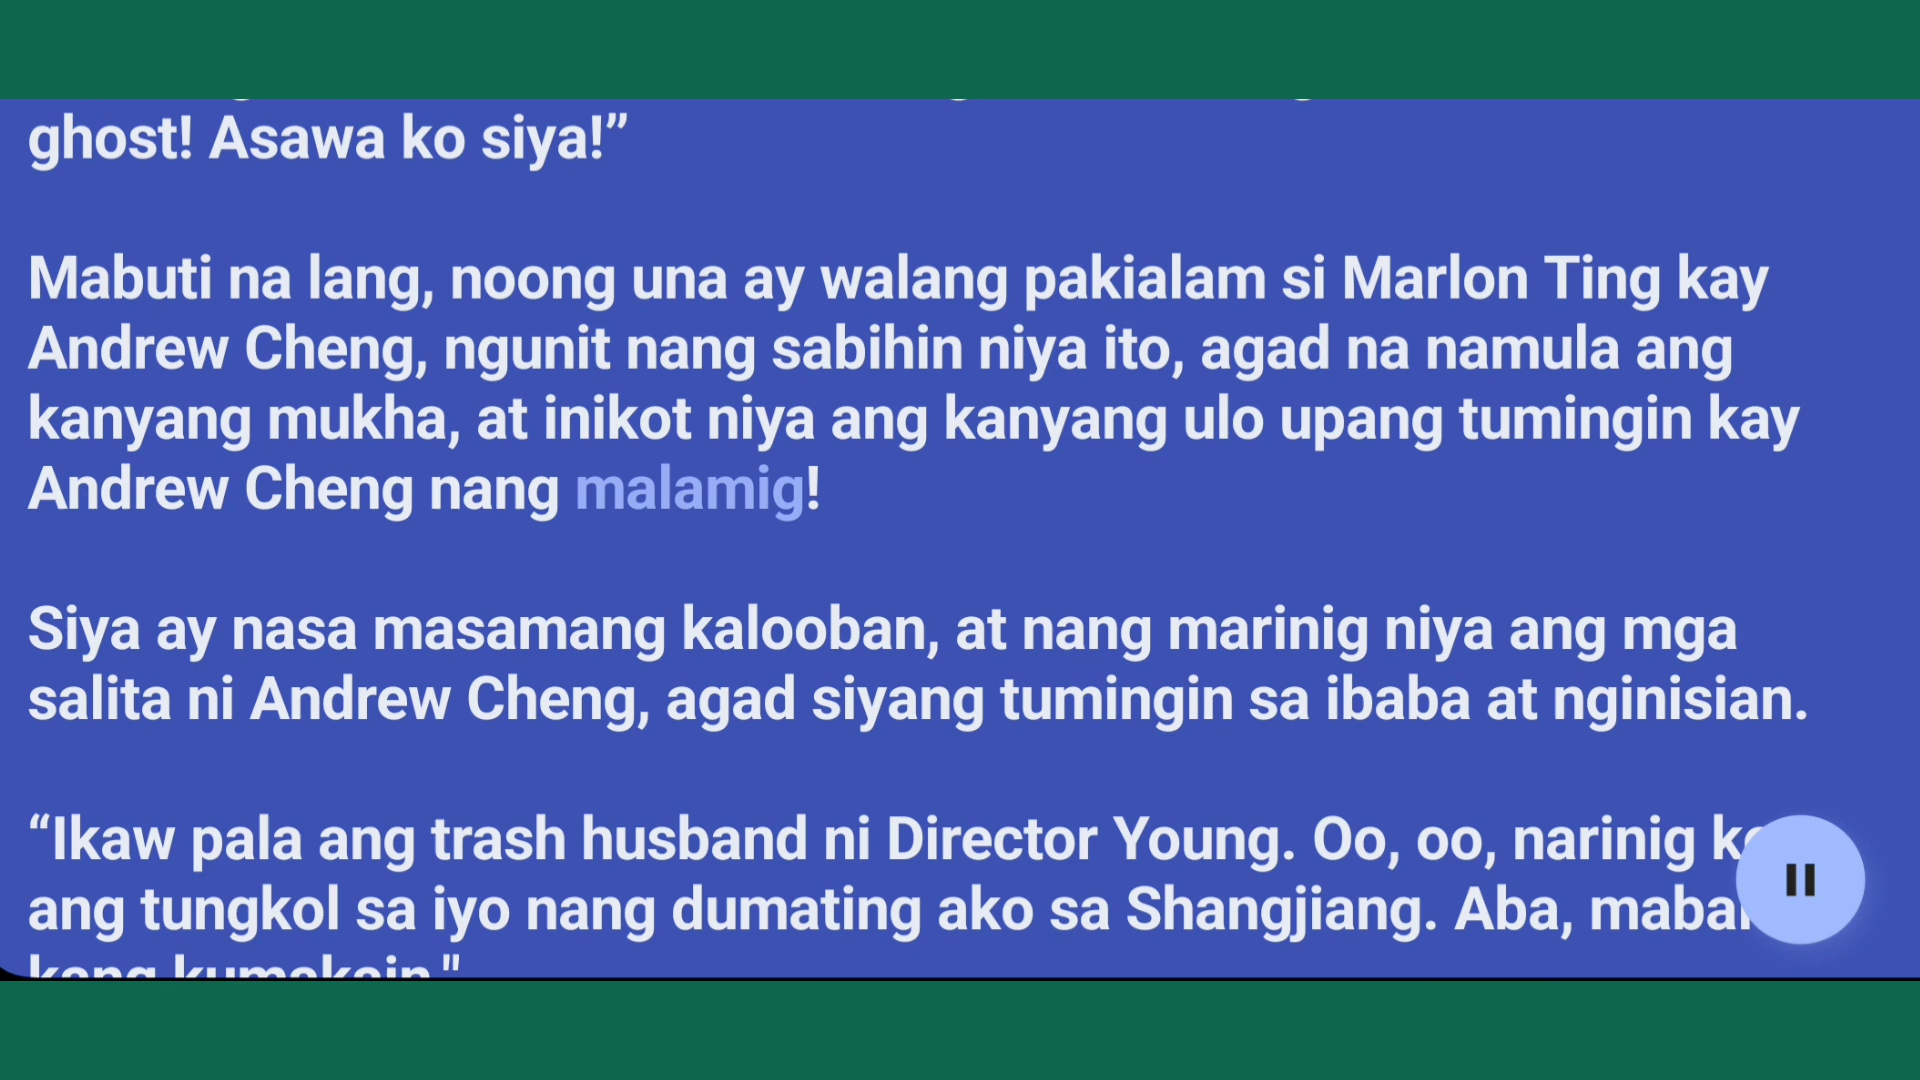 ghost! Asawa ko siya!”
Mabuti na lang, noong una ay walang pakialam si Marlon Ting kay
Andrew Cheng, ngunit nang sabihin niya ito, agad na namula ang
kanyang mukha, at inikot niya ang kanyang ulo upang tumingin kay
Andrew Cheng nang malamig!
Siya ay nasa masamang kalooban, at nang marinig niya ang mga
salita ni Andrew Cheng, agad siyang tumingin sa ibaba at nginisian.
“Ikaw pala ang trash husband ni Director Young. Oo, oo, narinig
ang tungkol sa iyo nang dumating ako sa Shangjiang. Aba,
kang kumakain."